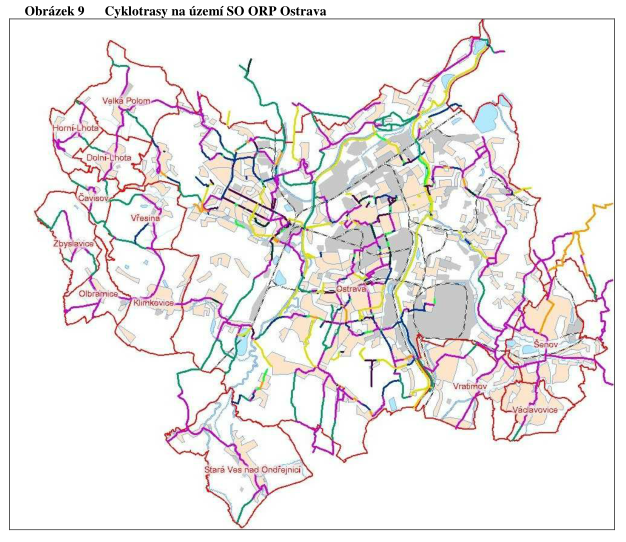 Obrázek 9 Cyklotrasy na území SO ORP Ostrava
Velká Polom
Horní Lhota
Dolní Lhota
Čavisov
Vřesina
Zbyslavice
Olbramice
Klimkovice
Ostrava
Šenov
Vratimov
Václavovice
Stará Ves nad Ondřejnicí